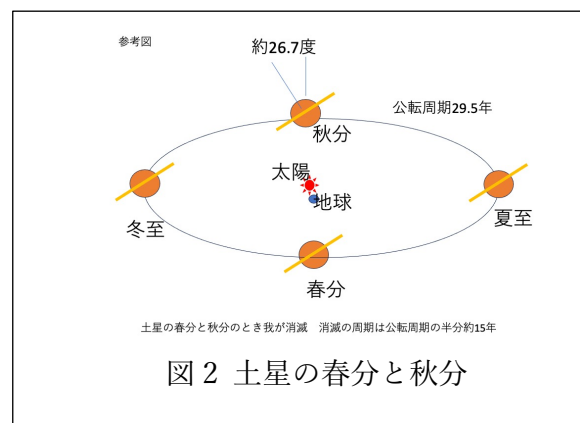 参考図
約26.7度
公転周期29.5年
秋分
太陽
地球
冬至
夏至
春分
土星の春分と秋分のとき我が消滅 消滅の周期は公転周期の半分約15年
図２ 土星の春分と秋分